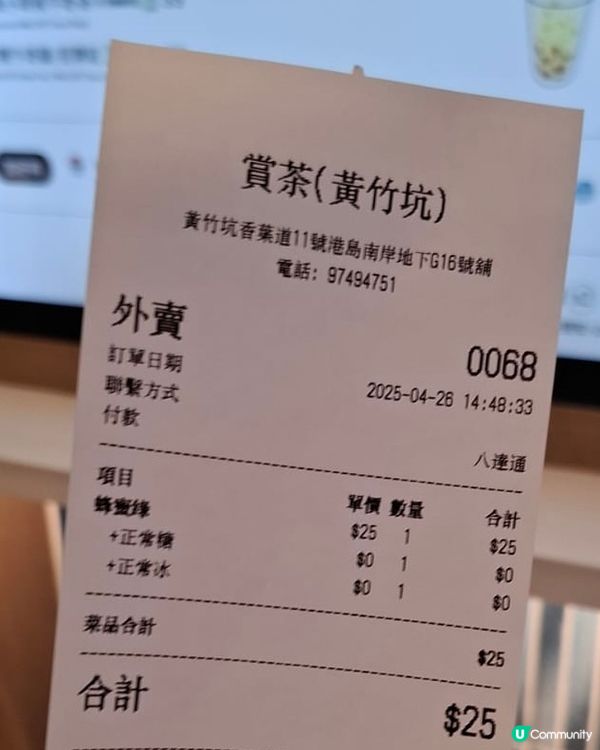 賞茶(黃竹坑)
黃竹坑香葉道11號港島南岸地下G16號舖
電話: 97494751
外賣 0068
訂單日期 2025-04-26 14:48:33
聯繫方式
付款 八達通
項目 單價 數量 合計
蜂蜜綠 $25 1 $25
+正常糖 $0 1 $0
+正常冰 $0 1 $0
菜品合計 $25
合計 $25
U Community